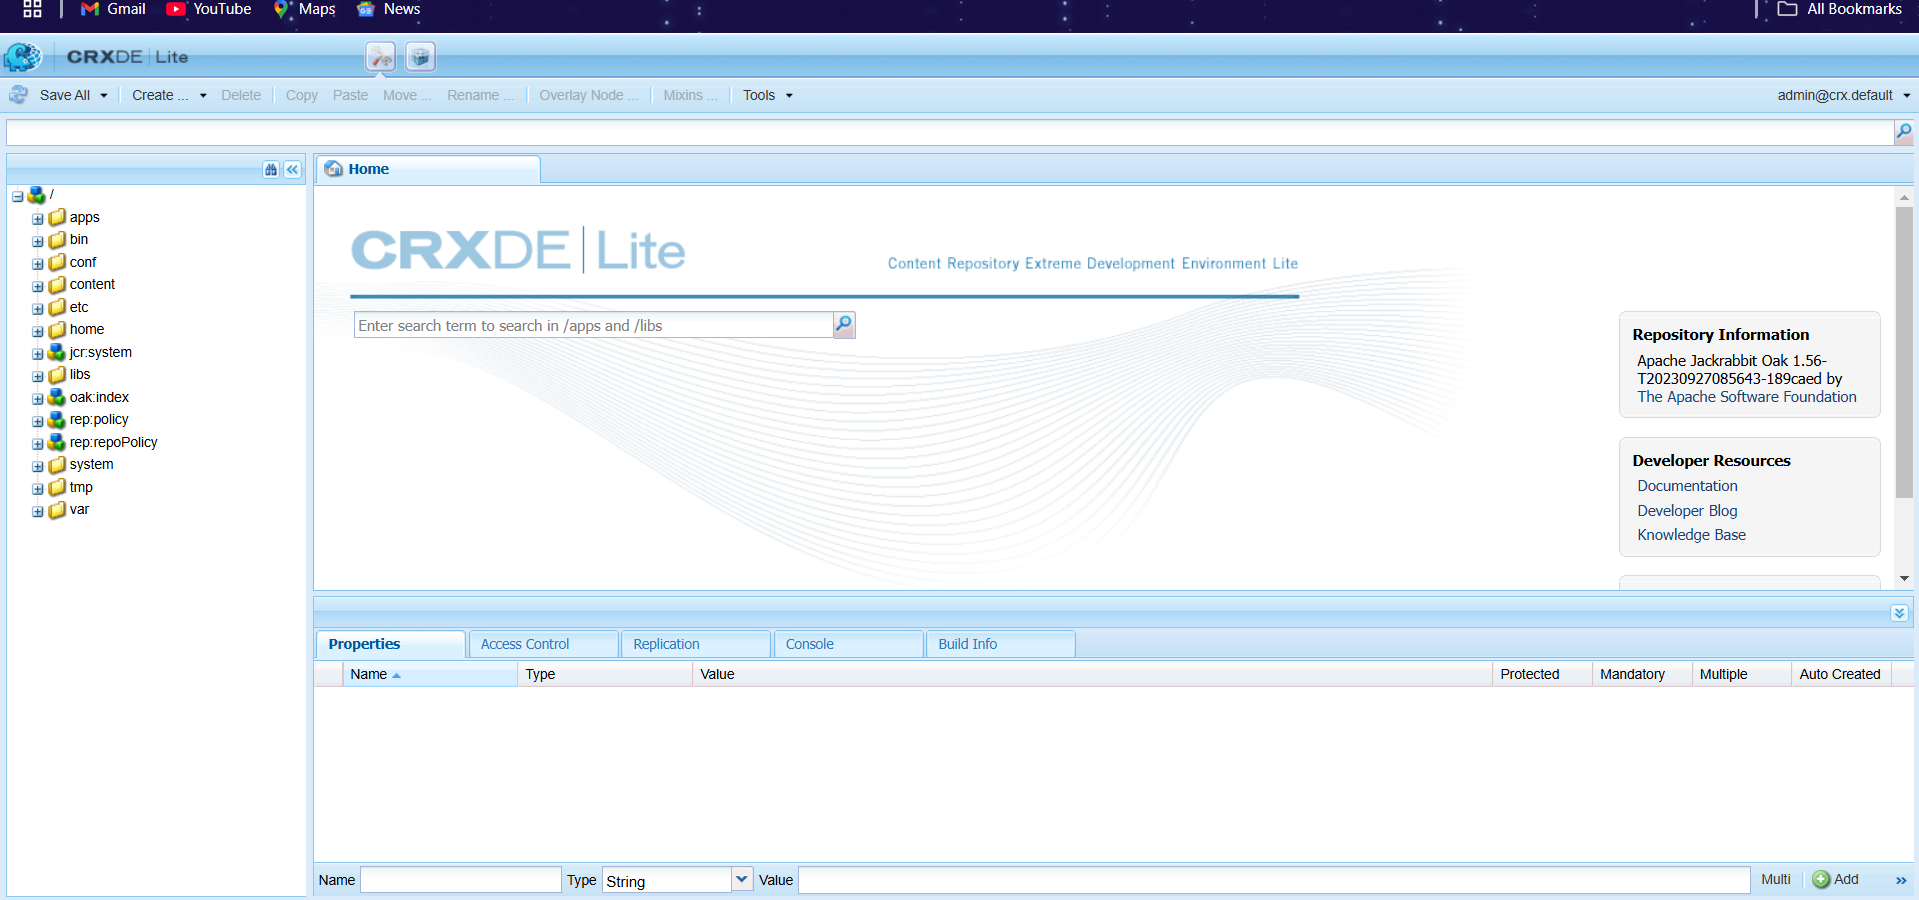 Gmail YouTube Maps News All Bookmarks
CRXDE Lite
Save All Create ... Delete Copy Paste Move ... Rename ... Overlay Node ... Mixins ... Tools admin@crx.default
Home
/
apps
bin
conf
content
etc
home
jcr:system
libs
oak:index
rep:policy
rep:repoPolicy
system
tmp
var
CRXDE Lite
Content Repository Extreme Development Environment Lite
Enter search term to search in /apps and /libs
Repository Information
Apache Jackrabbit Oak 1.56-
T20230927085643-189caed by
The Apache Software Foundation
Developer Resources
Documentation
Developer Blog
Knowledge Base
Properties Access Control Replication Console Build Info
Name Type Value Protected Mandatory Multiple Auto Created
Name Type String Value Multi Add